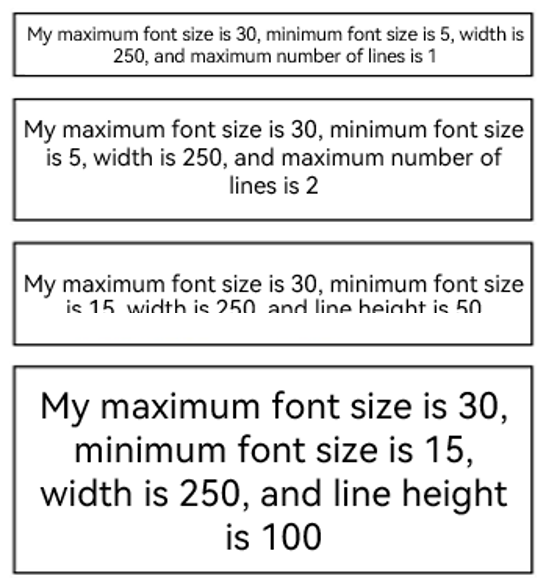 My maximum font size is 30, minimum font size is 5, width is
250, and maximum number of lines is 1
My maximum font size is 30, minimum font size
is 5, width is 250, and maximum number of
lines is 2
My maximum font size is 30, minimum font size
is 15, width is 250, and line height is 50
My maximum font size is 30,
minimum font size is 15,
width is 250, and line height
is 100